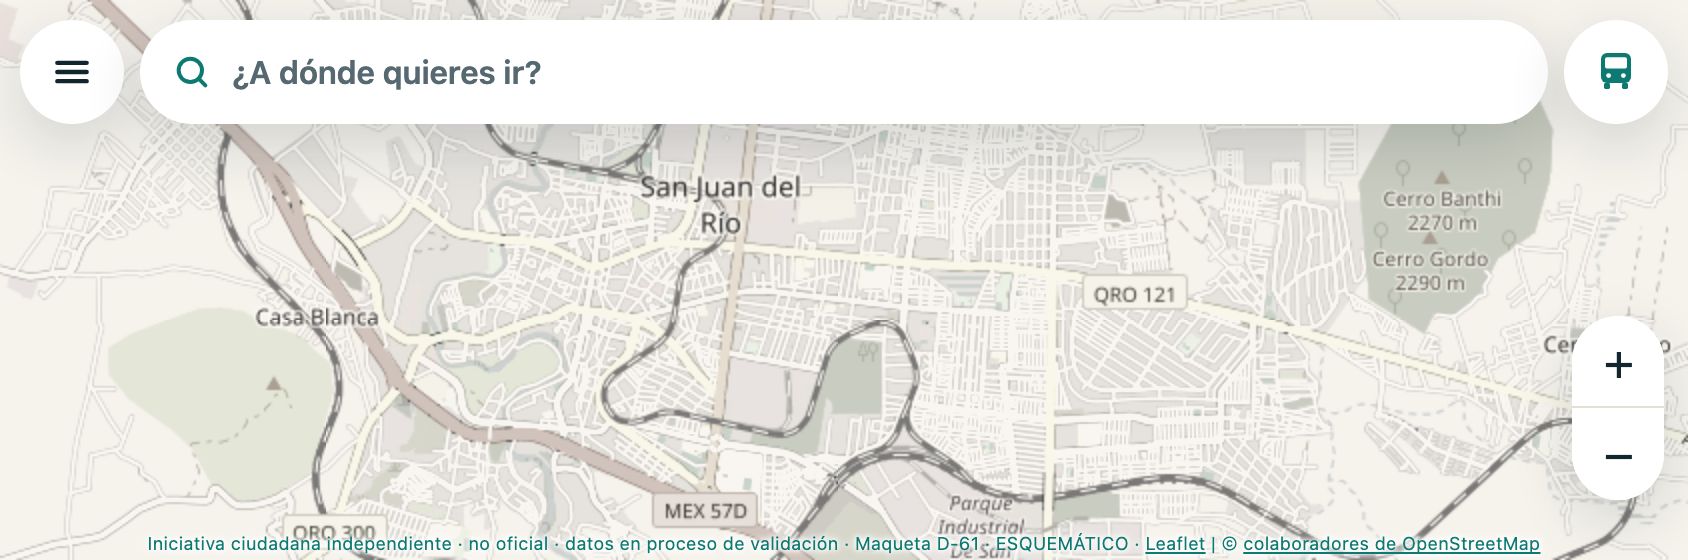 ¿A dónde quieres ir?
San Juan del
Río
Cerro Banthi
2270 m
Cerro Gordo
2290 m
QRO 121
Casa Blanca
MEX 57D
Parque
Industrial
De San
QRO 300
Iniciativa ciudadana independiente · no oficial · datos en proceso de validación · Maqueta D-61 · ESQUEMÁTICO · Leaflet | © colaboradores de OpenStreetMap